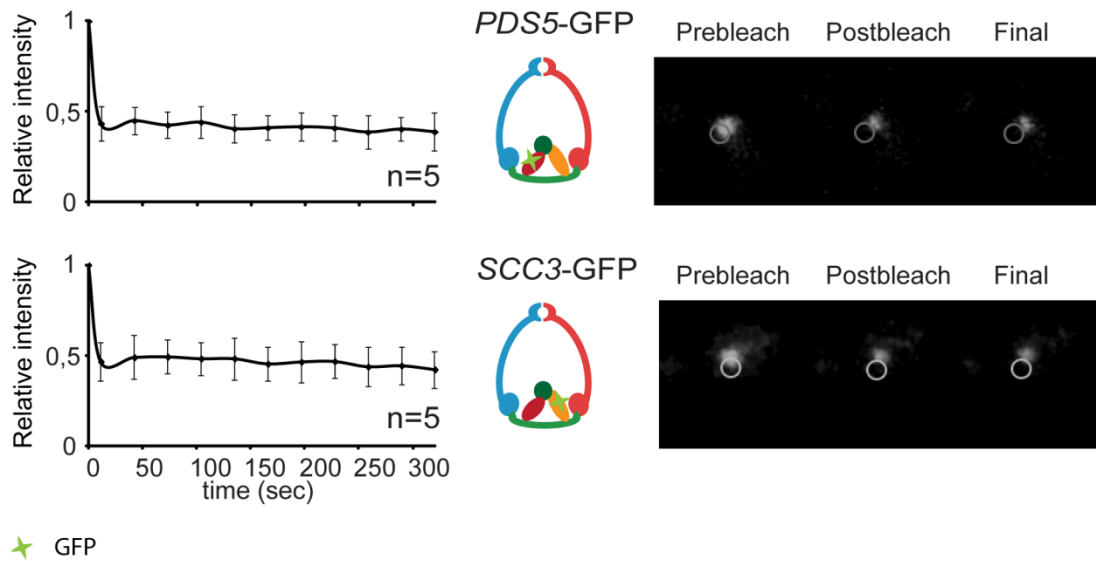 PDS5-GFP
Prebleach Postbleach Final
Relative intensity
1
0,5
0
n=5
SCC3-GFP
Prebleach Postbleach Final
Relative intensity
1
0,5
0
n=5
0 50 100 150 200 250 300
time (sec)
GFP